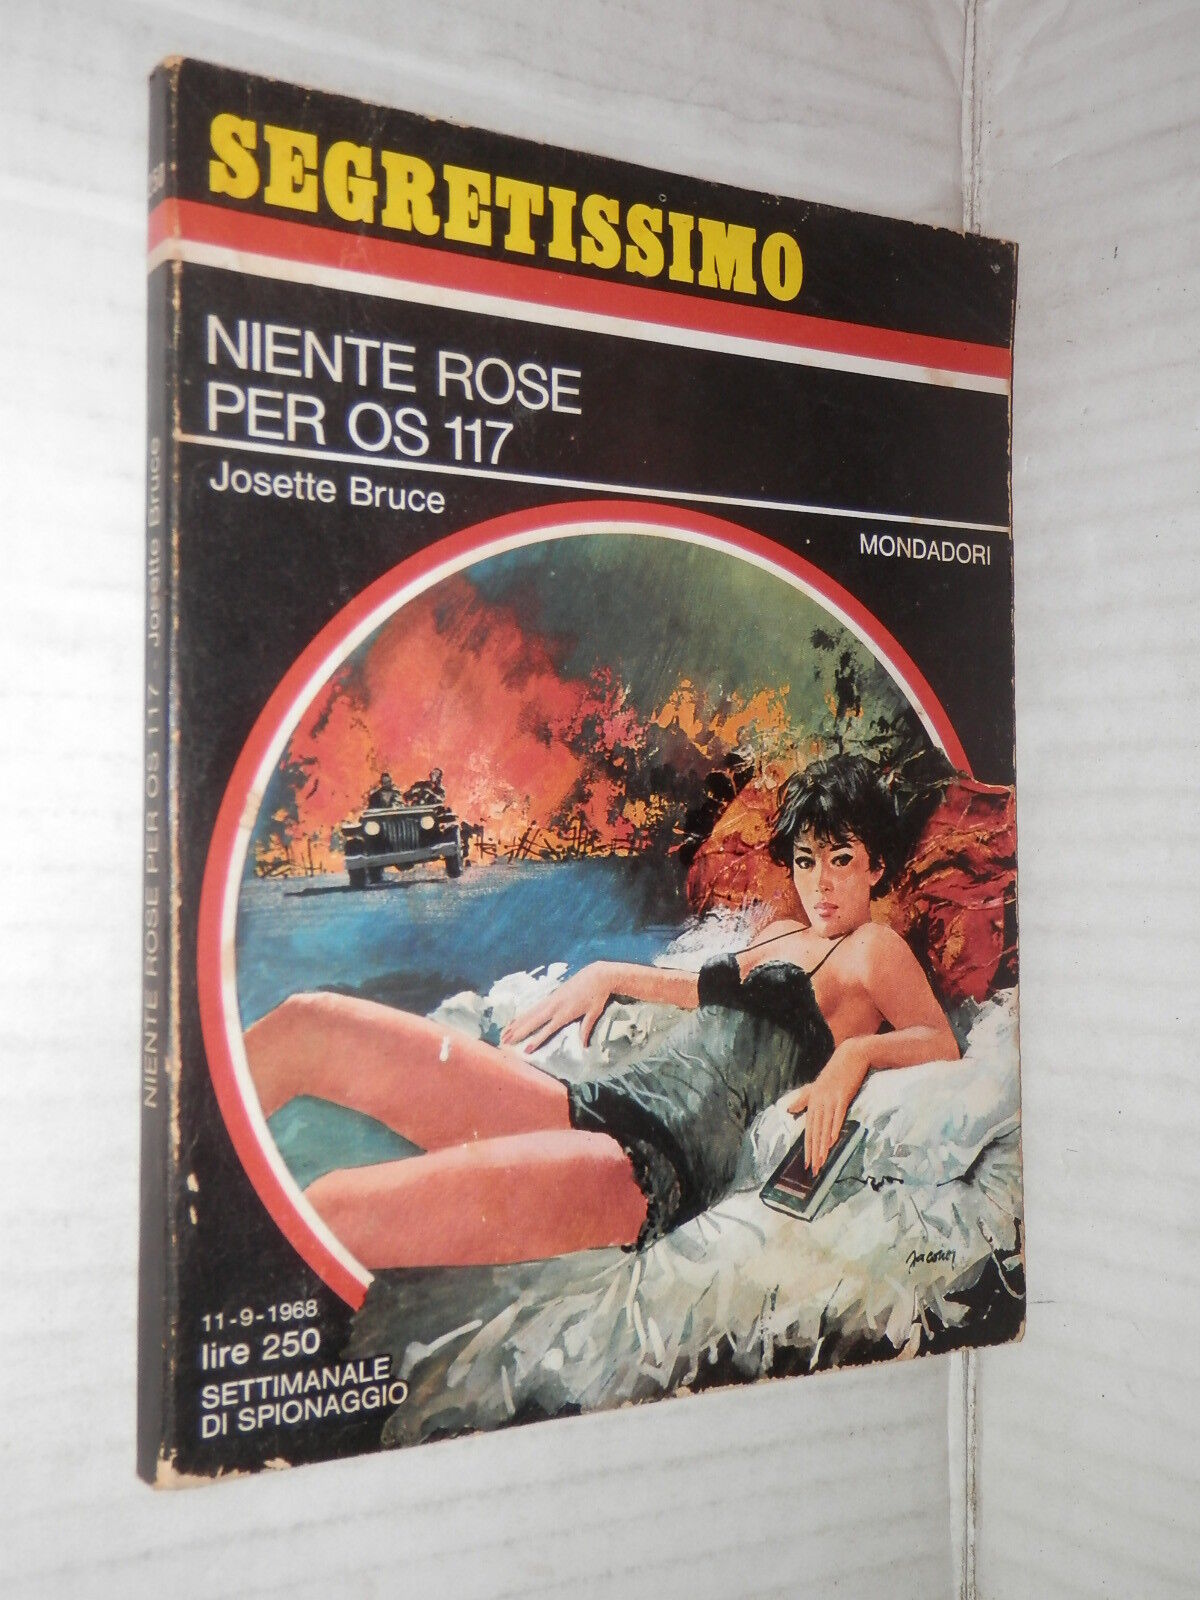 SEGRETISSIMO
NIENTE ROSE
PER OS 117
Josette Bruce
MONDADORI
11-9-1968
lire 250
SETTIMANALE
DI SPIONAGGIO
NIENTE ROSE PER OS 117 - Josette Bruce